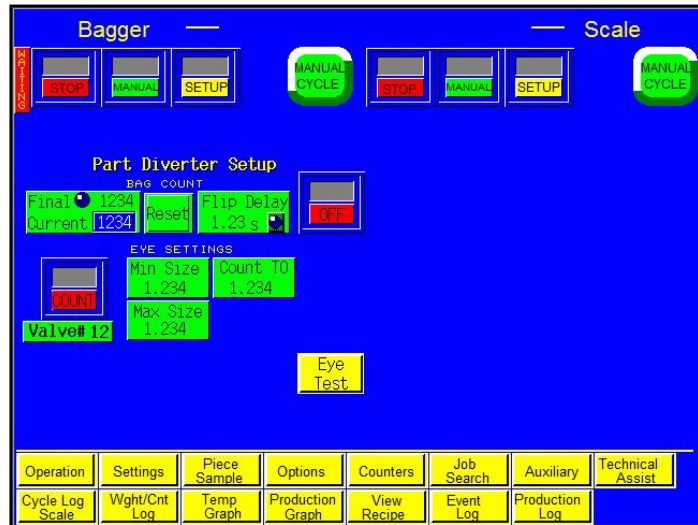 Bagger
Scale
WAITING
STOP
MANUAL
SETUP
MANUAL CYCLE
STOP
MANUAL
SETUP
MANUAL CYCLE
Part Diverter Setup
BAG COUNT
Final 1234
Current 1234
Reset
Flip Delay
1.23 s
OFF
EYE SETTINGS
COUNT
Valve# 12
Min Size
1.234
Count TO
1.234
Max Size
1.234
Eye
Test
Operation
Settings
Piece
Sample
Options
Counters
Job
Search
Auxiliary
Technical
Assist
Cycle Log
Scale
Wght/Cnt
Log
Temp
Graph
Production
Graph
View
Recipe
Event
Log
Production
Log